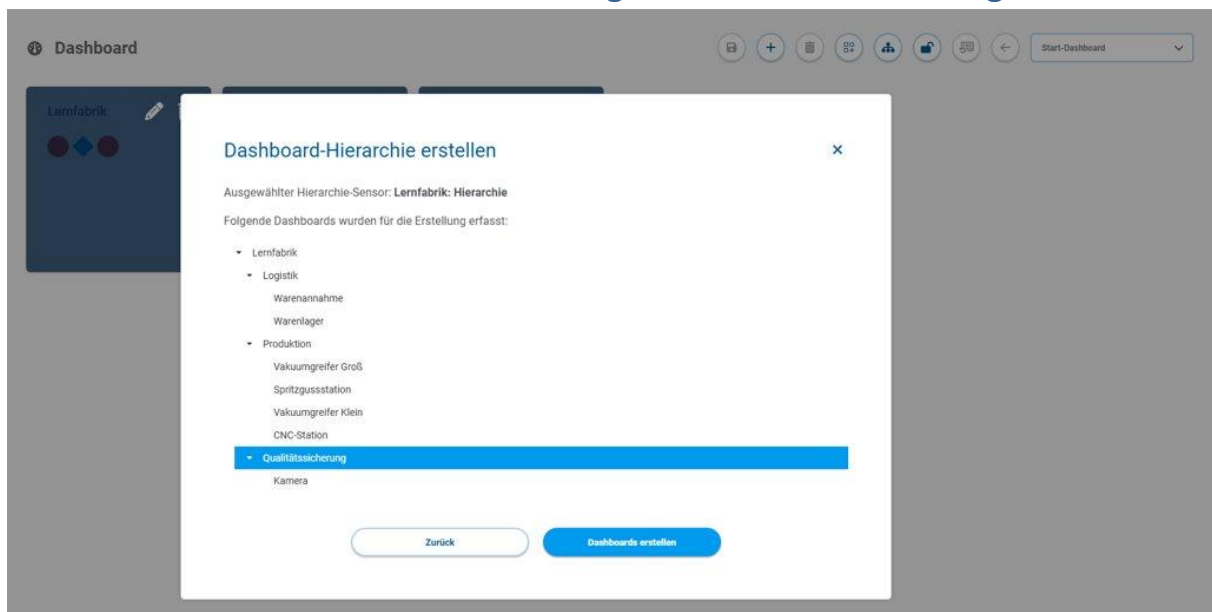 Dashboard
Start-Dashboard
Lernfabrik
Dashboard-Hierarchie erstellen
Ausgewählter Hierarchie-Sensor: Lernfabrik: Hierarchie
Folgende Dashboards wurden für die Erstellung erfasst:
Lernfabrik
Logistik
Warenannahme
Warenlager
Produktion
Vakuumgreifer Groß
Spritzgussstation
Vakuumgreifer Klein
CNC-Station
Qualitätssicherung
Kamera
Zurück
Dashboards erstellen